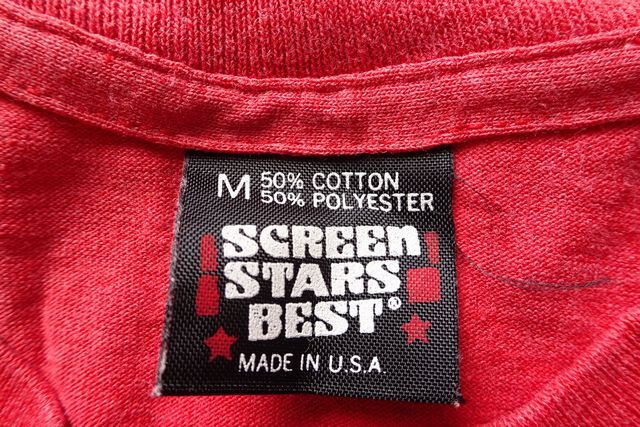 M 50% COTTON
50% POLYESTER
SCREEN
STARS
BEST®
MADE IN U.S.A.